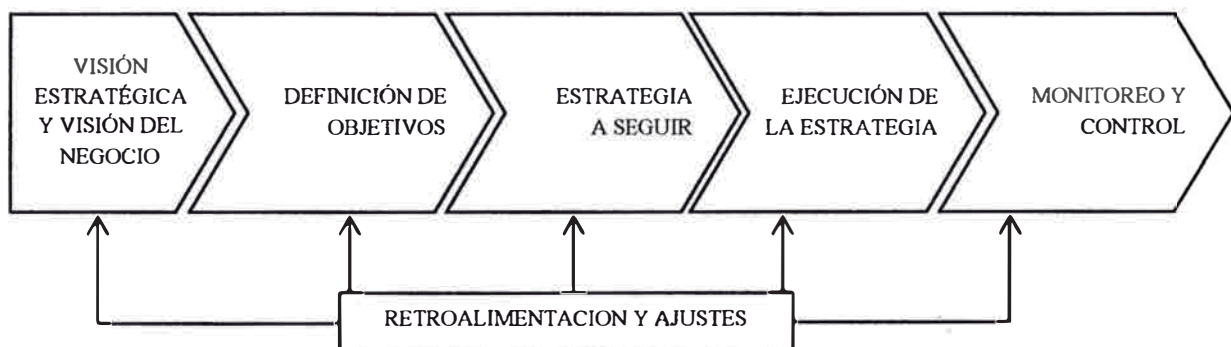 VISIÓN
ESTRATÉGICA
Y VISIÓN DEL
NEGOCIO
DEFINICIÓN DE
OBJETIVOS
ESTRATEGIA
A SEGUIR
EJECUCIÓN DE
LA ESTRATEGIA
MONITOREO Y
CONTROL
RETROALIMENTACION Y AJUSTES